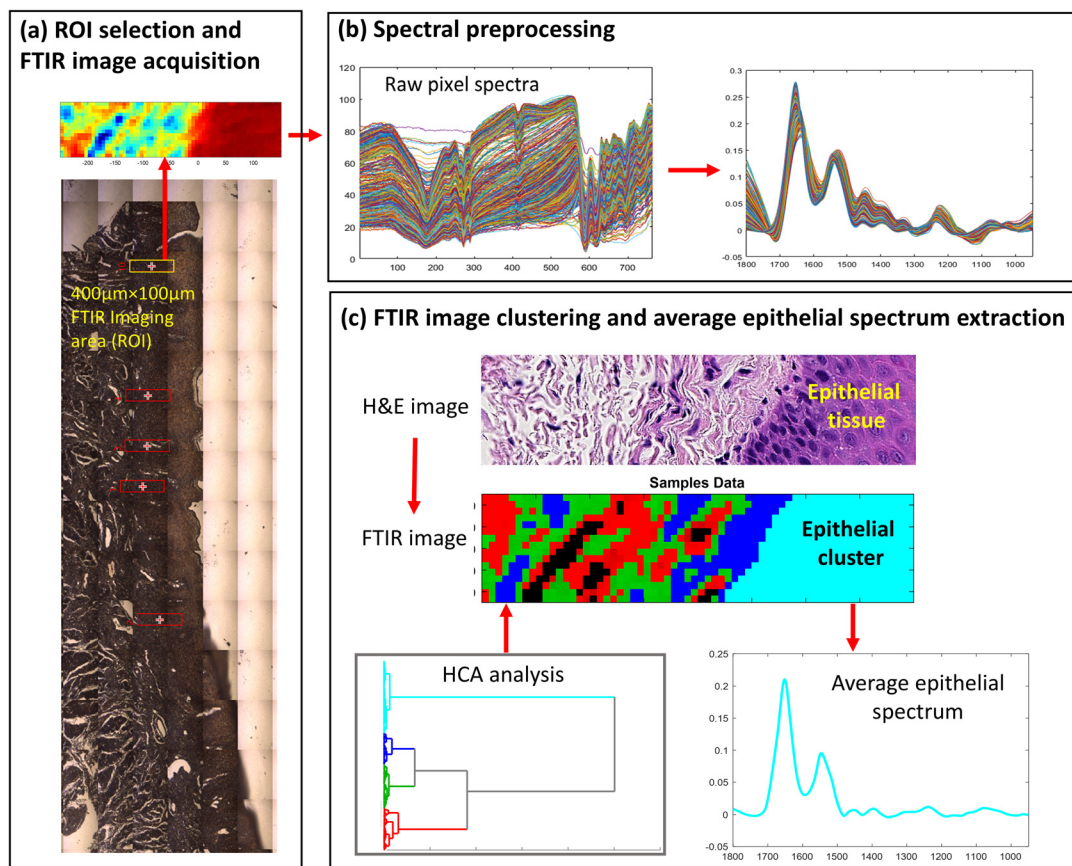 (a) ROI selection and
FTIR image acquisition
-200 -150 -100 -50 0 50 100
400µm×100µm
FTIR Imaging
area (ROI)
(b) Spectral preprocessing
Raw pixel spectra
120
100
80
60
40
20
0
100 200 300 400 500 600 700
0.3
0.25
0.2
0.15
0.1
0.05
0
-0.05
1800 1700 1600 1500 1400 1300 1200 1100 1000
(c) FTIR image clustering and average epithelial spectrum extraction
H&E image
Epithelial
tissue
Samples Data
FTIR image
Epithelial
cluster
HCA analysis
Average epithelial
spectrum
0.25
0.2
0.15
0.1
0.05
0
-0.05
1800 1700 1600 1500 1400 1300 1200 1100 1000